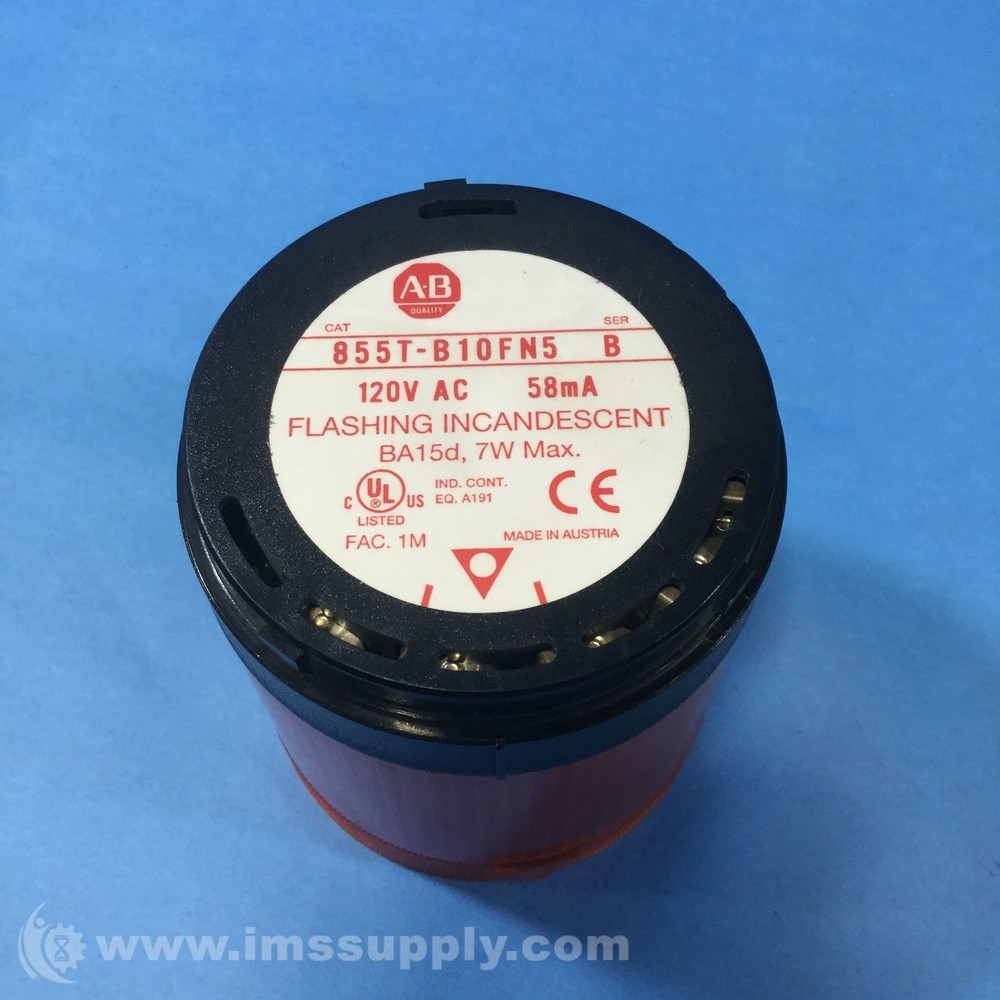 A-B
QUALITY
CAT SER
855T-B10FN5 B
120V AC 58mA
FLASHING INCANDESCENT
BA15d, 7W Max.
C UL ® US IND. CONT. CE
LISTED EQ. A191
FAC. 1M MADE IN AUSTRIA
www.imssupply.com